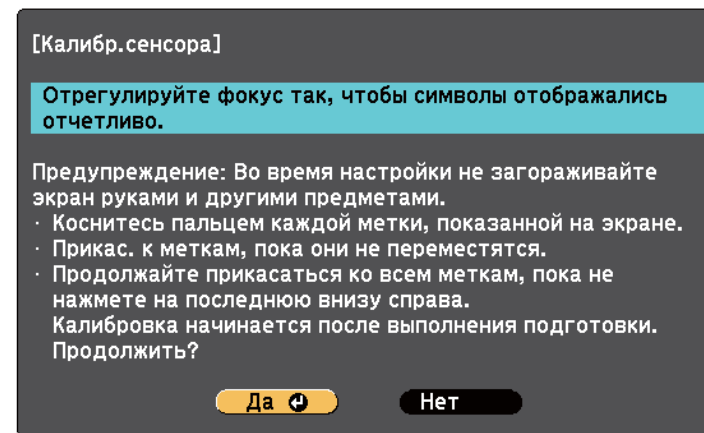 [Калибр.сенсора]
Отрегулируйте фокус так, чтобы символы отображались
отчетливо.
Предупреждение: Во время настройки не загораживайте
экран руками и другими предметами.
· Коснитесь пальцем каждой метки, показанной на экране.
· Прикас. к меткам, пока они не переместятся.
· Продолжайте прикасаться ко всем меткам, пока не
нажмете на последнюю внизу справа.
Калибровка начинается после выполнения подготовки.
Продолжить?
Да Нет